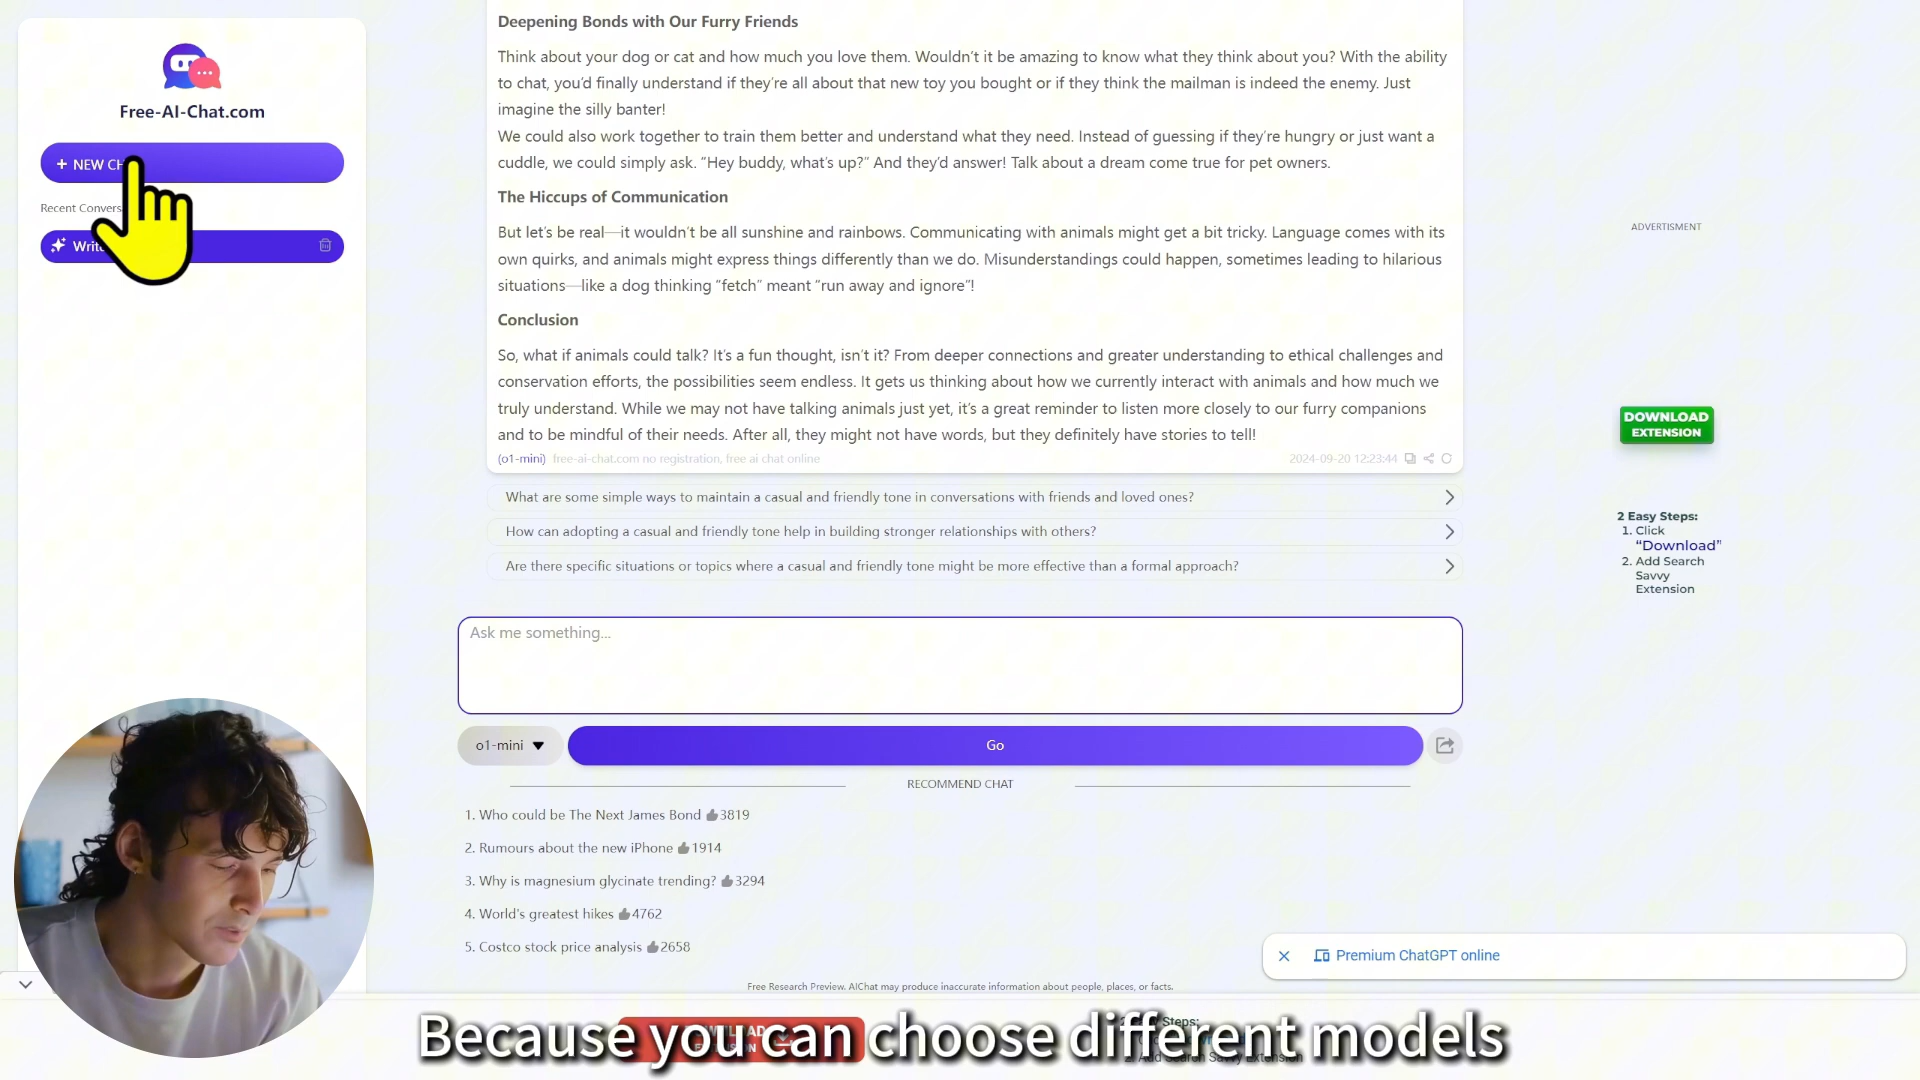 Free-AI-Chat.com
+ NEW CH
Recent Convers
Write
Deepening Bonds with Our Furry Friends
Think about your dog or cat and how much you love them. Wouldn't it be amazing to know what they think about you? With the ability
to chat, you'd finally understand if they're all about that new toy you bought or if they think the mailman is indeed the enemy. Just
imagine the silly banter!
We could also work together to train them better and understand what they need. Instead of guessing if they're hungry or just want a
cuddle, we could simply ask. “Hey buddy, what's up?” And they'd answer! Talk about a dream come true for pet owners.
The Hiccups of Communication
But let's be real—it wouldn't be all sunshine and rainbows. Communicating with animals might get a bit tricky. Language comes with its
own quirks, and animals might express things differently than we do. Misunderstandings could happen, sometimes leading to hilarious
situations—like a dog thinking “fetch” meant “run away and ignore”!
Conclusion
So, what if animals could talk? It's a fun thought, isn't it? From deeper connections and greater understanding to ethical challenges and
conservation efforts, the possibilities seem endless. It gets us thinking about how we currently interact with animals and how much we
truly understand. While we may not have talking animals just yet, it's a great reminder to listen more closely to our furry companions
and to be mindful of their needs. After all, they might not have words, but they definitely have stories to tell!
(o1-mini) free-ai-chat.com no registration, free ai chat online 2024-09-20 12:23:44
What are some simple ways to maintain a casual and friendly tone in conversations with friends and loved ones?
How can adopting a casual and friendly tone help in building stronger relationships with others?
Are there specific situations or topics where a casual and friendly tone might be more effective than a formal approach?
Ask me something...
o1-mini
Go
RECOMMEND CHAT
1. Who could be The Next James Bond 3819
2. Rumours about the new iPhone 1914
3. Why is magnesium glycinate trending? 3294
4. World's greatest hikes 4762
5. Costco stock price analysis 2658
Free Research Preview. AIChat may produce inaccurate information about people, places, or facts.
ADVERTISMENT
DOWNLOAD
EXTENSION
2 Easy Steps:
1. Click
“Download”
2. Add Search
Savvy
Extension
Premium ChatGPT online
Because you can choose different models